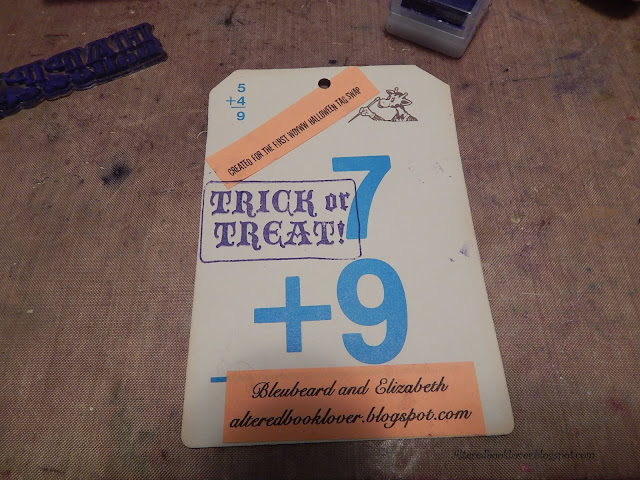 5
+4
9
CREATED FOR THE FIRST WOYWW HALLOWEEN TAG SWAP
7
TRICK or
TREAT!
+9
Bleubeard and Elizabeth
alteredbooklover.blogspot.com
Alteredbooklover.blogspot.com